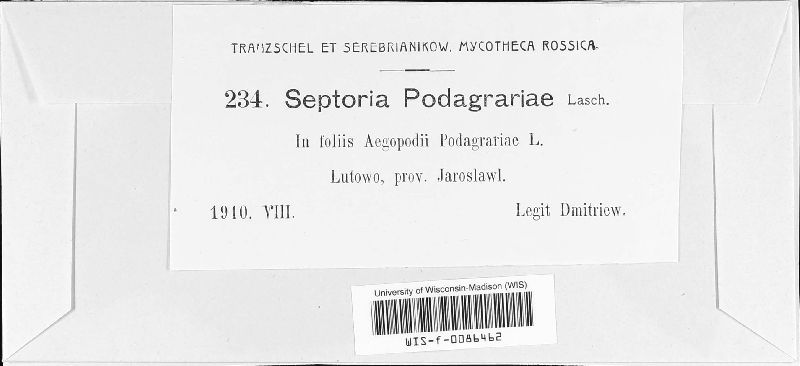 TRANZSCHEL ET SEREBRIANIKOW. MYCOTHECA ROSSICA.
234. Septoria Podagrariae Lasch.
In foliis Aegopodii Podagrariae L.
Lutowo, prov. Jaroslawl.
1910. VIII. Legit Dmitriew.
University of Wisconsin-Madison (WIS)
WIS-f-0086462